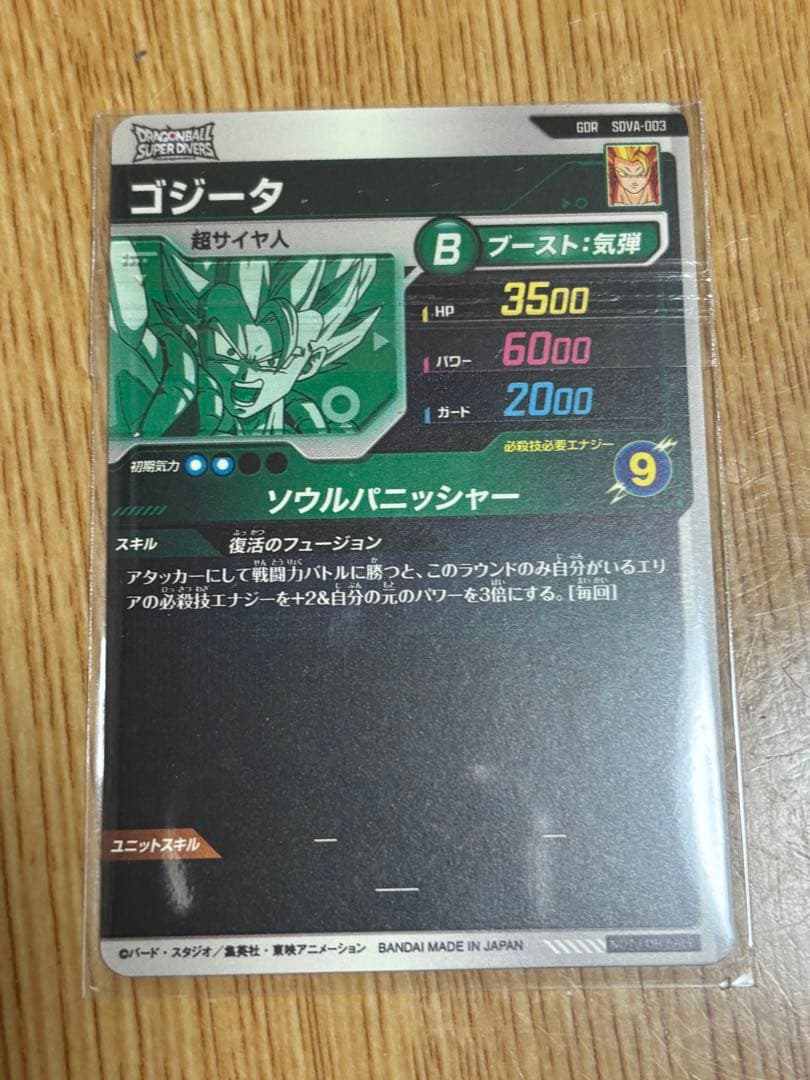 DRAGONBALL
SUPER DIVERS
GDR SDVA-003
ゴジータ
超サイヤ人
B ブースト:気弾
HP 3500
パワー 6000
ガード 2000
必殺技必要エナジー
9
初期気力
ソウルパニッシャー
スキル 復活のフュージョン
アタッカーにして戦闘力バトルに勝つと、このラウンドのみ自分がいるエリ
アの必殺技エナジーを+2&自分の元のパワーを3倍にする。[毎回]
ユニットスキル
©バード・スタジオ/集英社・東映アニメーション BANDAI MADE IN JAPAN
NOT FOR SALE